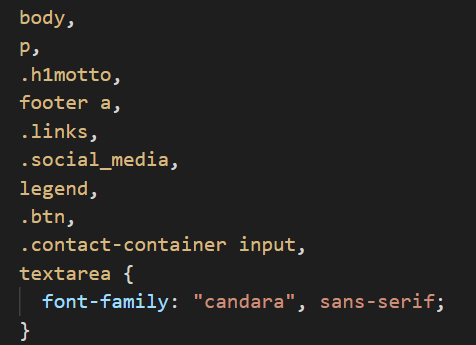 body,
p,
.h1motto,
footer a,
.links,
.social_media,
legend,
.btn,
.contact-container input,
textarea {
  font-family: "candara", sans-serif;
}